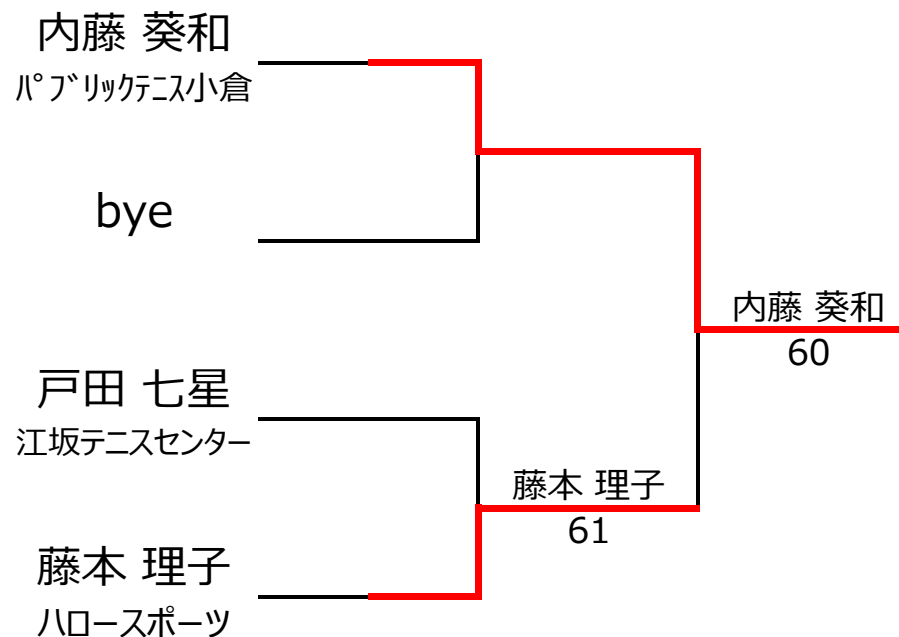 内藤 葵和
ﾊﾟﾌﾞﾘｯｸﾃﾆｽ小倉
bye
戸田 七星
江坂テニスセンター
藤本 理子
ハロースポーツ
藤本 理子
61
内藤 葵和
60